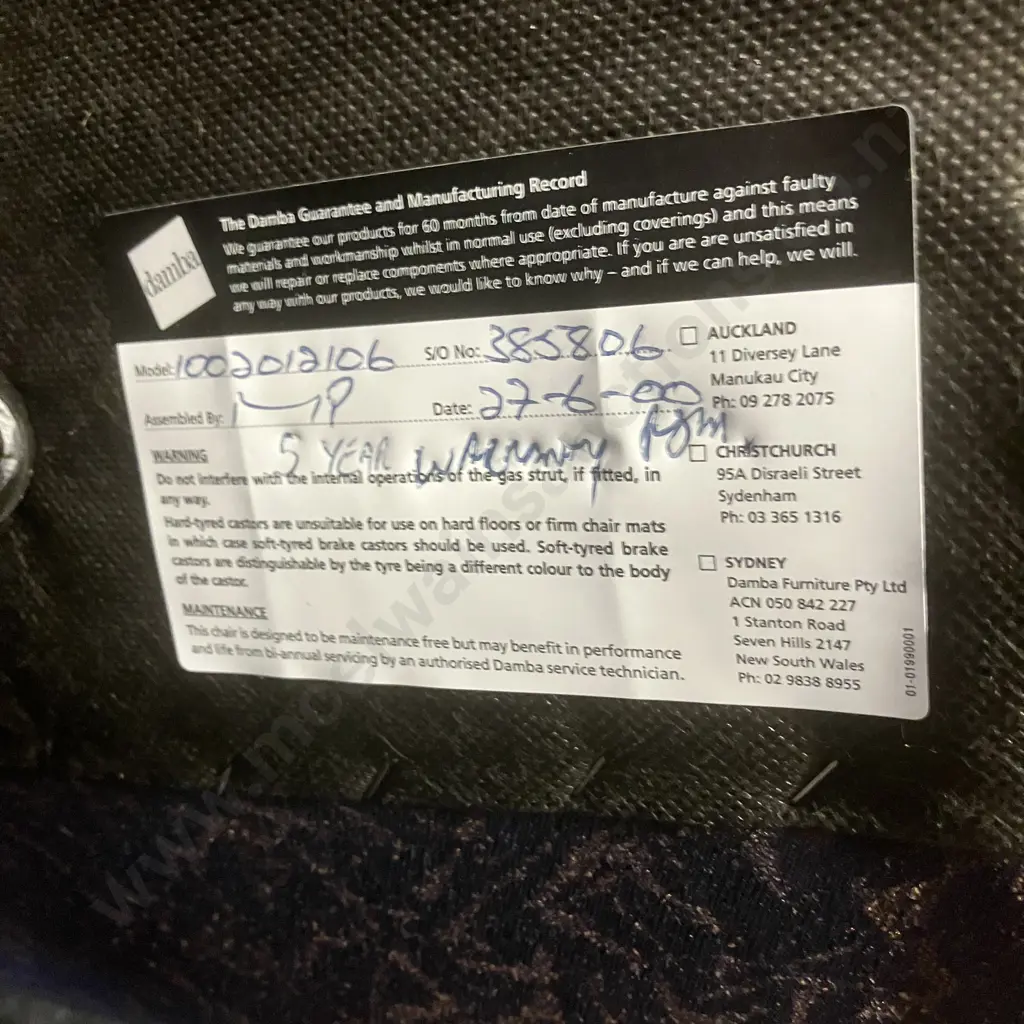 damba
The Damba Guarantee and Manufacturing Record
We guarantee our products for 60 months from date of manufacture against faulty
materials and workmanship whilst in normal use (excluding coverings) and this means
we will repair or replace components where appropriate. If you are are unsatisfied in
any way with our products, we would like to know why – and if we can help, we will.
Model: 1002012106 S/O No: 385806
Assembled By: Date: 27-6-00
5 YEAR WARRANTY FROM
WARNING
Do not interfere with the internal operations of the gas strut, if fitted, in
any way.
Hard-tyred castors are unsuitable for use on hard floors or firm chair mats
in which case soft-tyred brake castors should be used. Soft-tyred brake
castors are distinguishable by the tyre being a different colour to the body
of the castor.
MAINTENANCE
This chair is designed to be maintenance free but may benefit in performance
and life from bi-annual servicing by an authorised Damba service technician.
AUCKLAND
11 Diversey Lane
Manukau City
Ph: 09 278 2075
CHRISTCHURCH
95A Disraeli Street
Sydenham
Ph: 03 365 1316
SYDNEY
Damba Furniture Pty Ltd
ACN 050 842 227
1 Stanton Road
Seven Hills 2147
New South Wales
Ph: 02 9838 8955
01-01990001